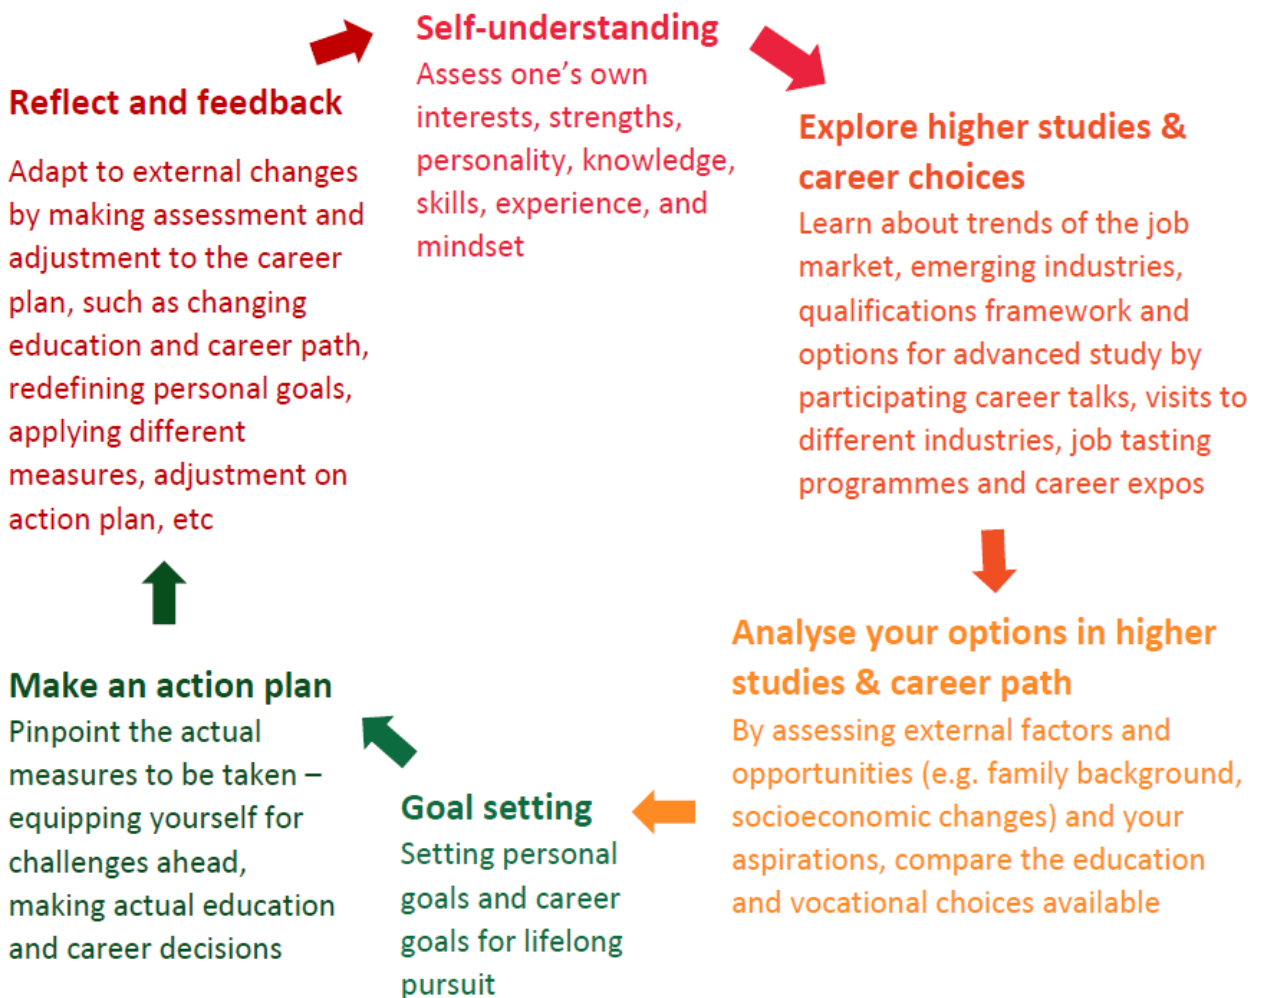 Self-understanding
Assess one’s own
interests, strengths,
personality, knowledge,
skills, experience, and
mindset
Explore higher studies &
career choices
Learn about trends of the job
market, emerging industries,
qualifications framework and
options for advanced study by
participating career talks, visits to
different industries, job tasting
programmes and career expos
Analyse your options in higher
studies & career path
By assessing external factors and
opportunities (e.g. family background,
socioeconomic changes) and your
aspirations, compare the education
and vocational choices available
Goal setting
Setting personal
goals and career
goals for lifelong
pursuit
Make an action plan
Pinpoint the actual
measures to be taken –
equipping yourself for
challenges ahead,
making actual education
and career decisions
Reflect and feedback
Adapt to external changes
by making assessment and
adjustment to the career
plan, such as changing
education and career path,
redefining personal goals,
applying different
measures, adjustment on
action plan, etc